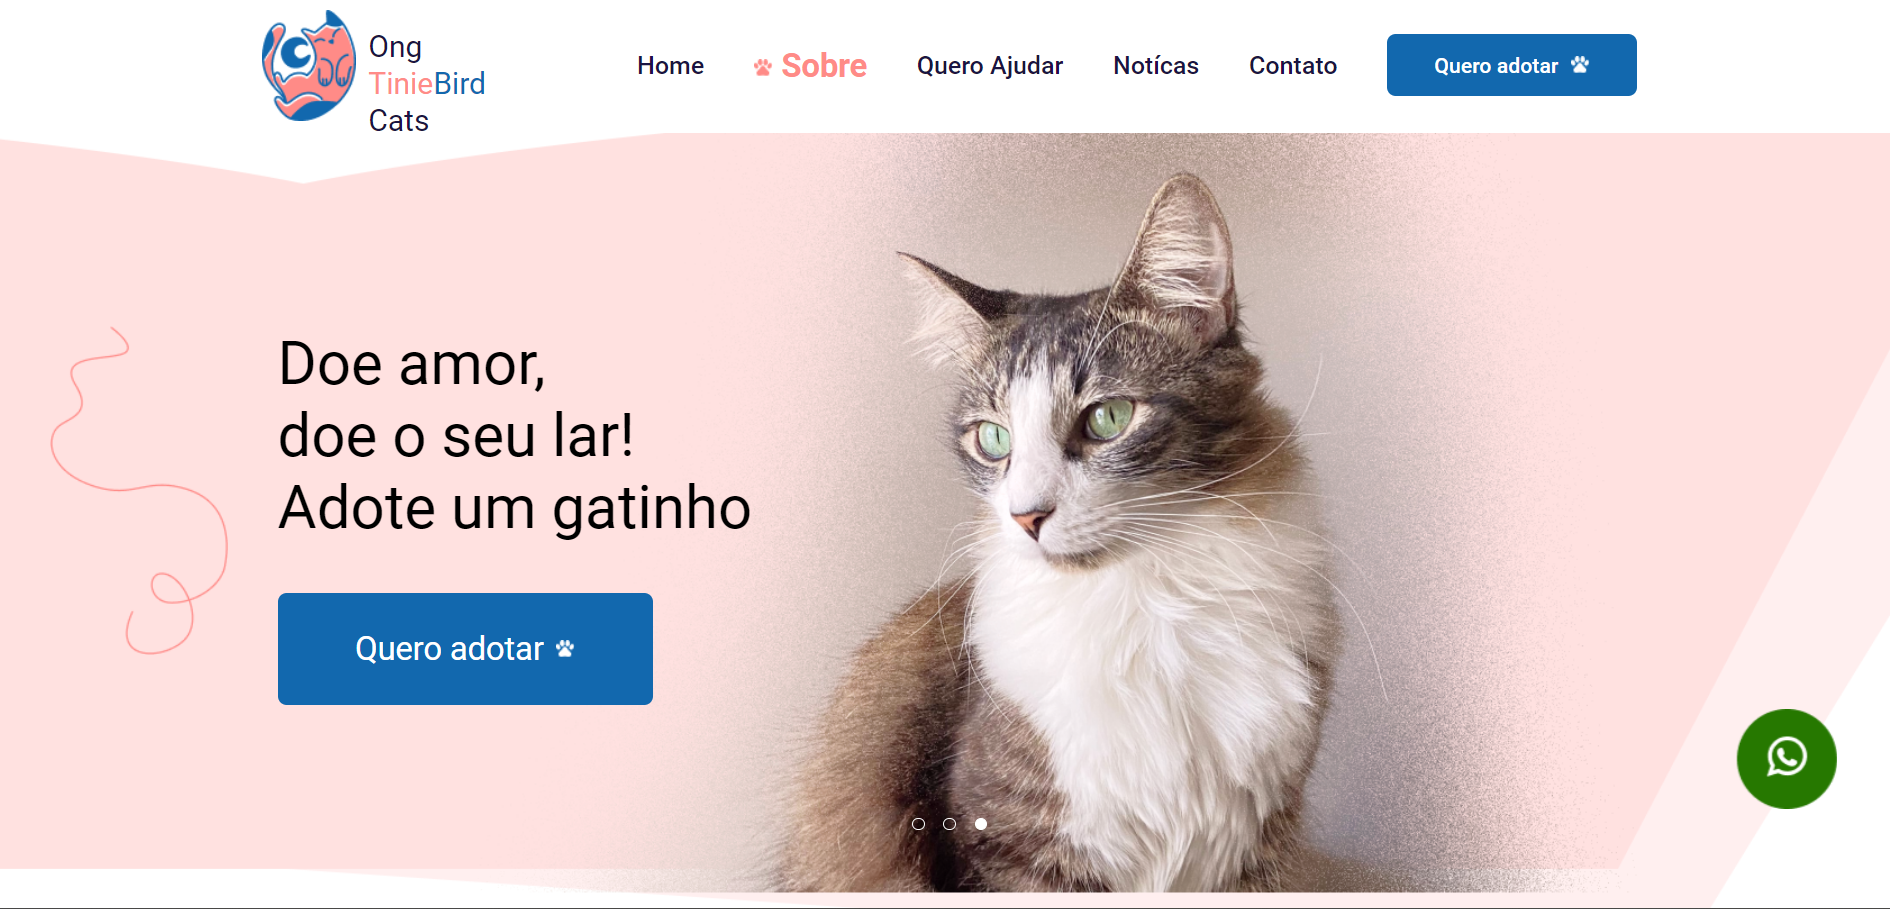 Ong
TinieBird
Cats
Home
Sobre
Quero Ajudar
Notícas
Contato
Quero adotar
Doe amor,
doe o seu lar!
Adote um gatinho
Quero adotar